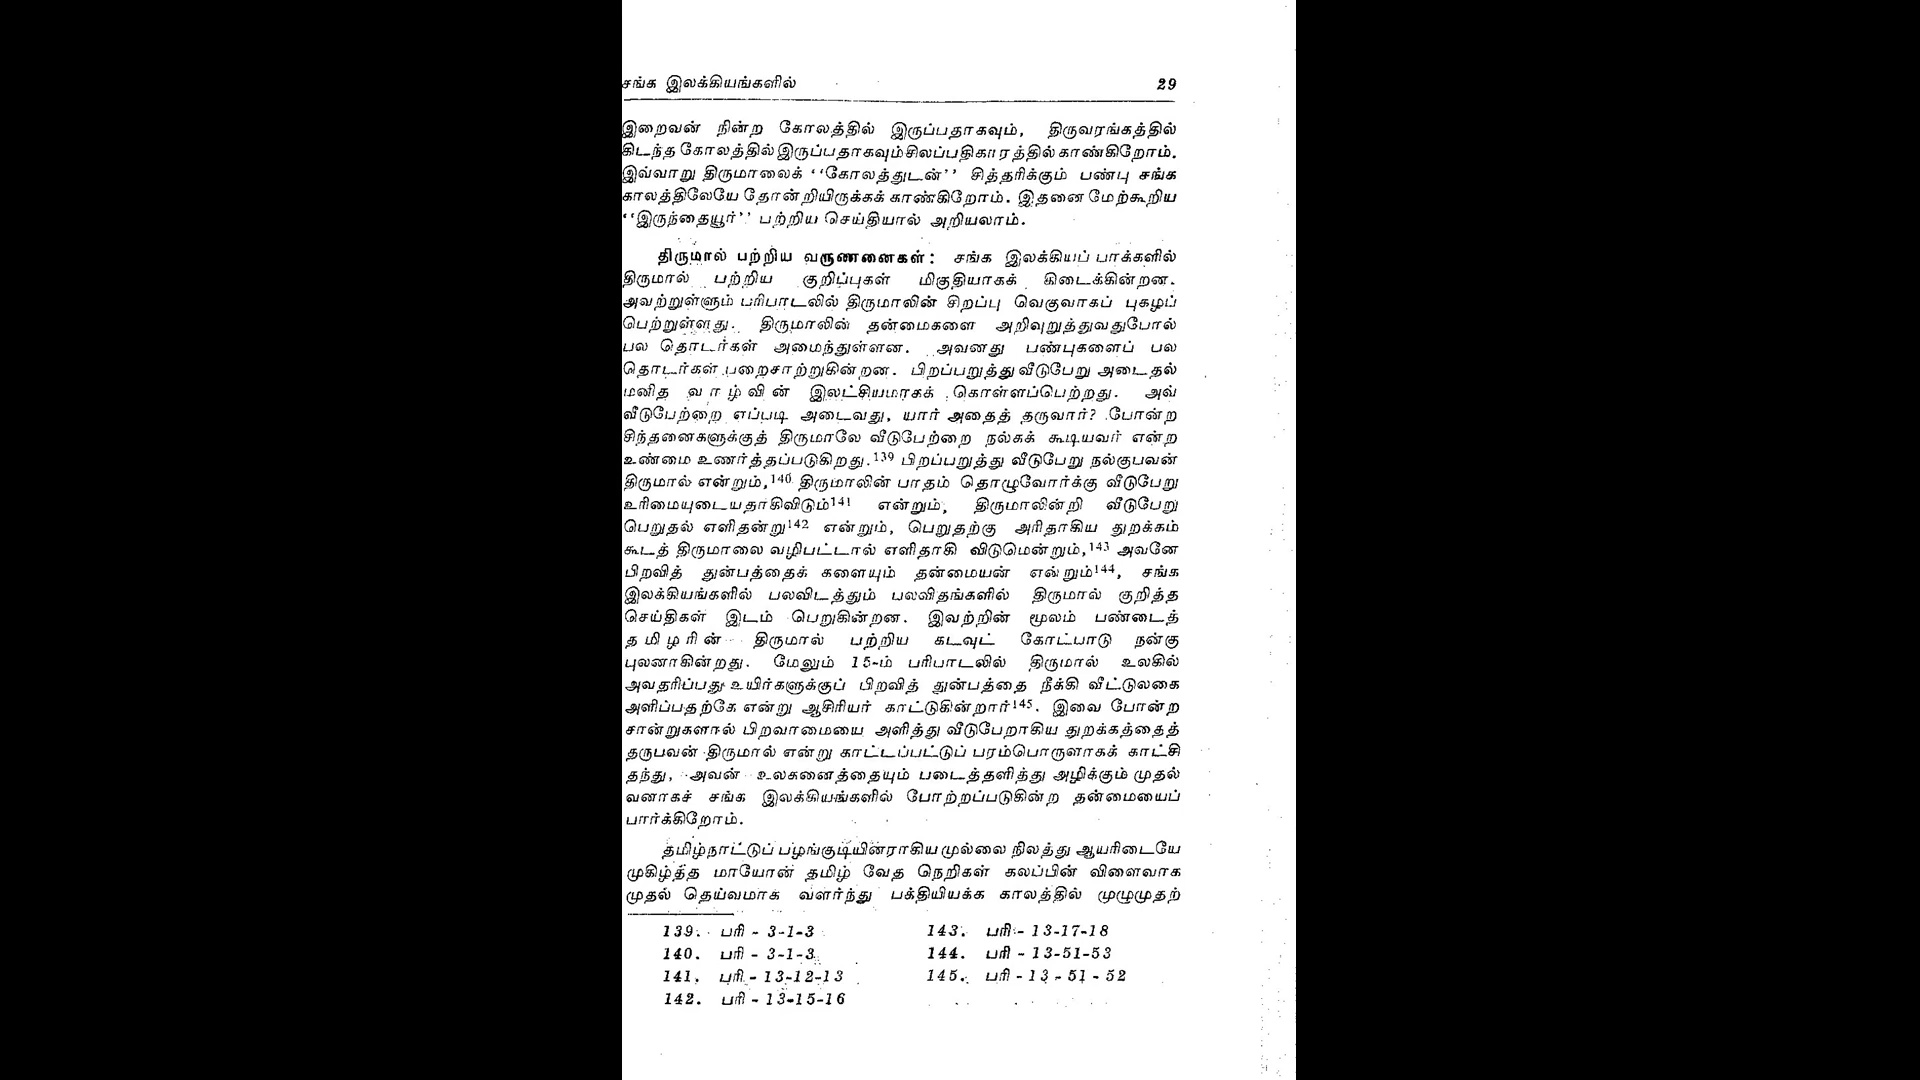 சங்க இலக்கியங்களில் 29
இறைவன் நின்ற கோலத்தில் இருப்பதாகவும், திருவரங்கத்தில்
கிடந்த கோலத்தில் இருப்பதாகவும் சிலப்பதிகாரத்தில் காண்கிறோம்.
இவ்வாறு திருமாலைக் ‘‘கோலத்துடன்’’ சித்தரிக்கும் பண்பு சங்க
காலத்திலேயே தோன்றியிருக்கக் காண்கிறோம். இதனை மேற்கூறிய
‘‘இருந்தையூர்’’ பற்றிய செய்தியால் அறியலாம்.
திருமால் பற்றிய வருணனைகள்: சங்க இலக்கியப் பாக்களில்
திருமால் பற்றிய குறிப்புகள் மிகுதியாகக் கிடைக்கின்றன.
அவற்றுள்ளும் பரிபாடலில் திருமாலின் சிறப்பு வெகுவாகப் புகழப்
பெற்றுள்ளது. திருமாலின் தன்மைகளை அறிவுறுத்துவதுபோல்
பல தொடர்கள் அமைந்துள்ளன. அவனது பண்புகளைப் பல
தொடர்கள் பறைசாற்றுகின்றன. பிறப்பறுத்து வீடுபேறு அடைதல்
மனித வாழ்வின் இலட்சியமாகக் கொள்ளப்பெற்றது. அவ்
வீடுபேற்றை எப்படி அடைவது, யார் அதைத் தருவார்? போன்ற
சிந்தனைகளுக்குத் திருமாலே வீடுபேற்றை நல்கக் கூடியவர் என்ற
உண்மை உணர்த்தப்படுகிறது.139 பிறப்பறுத்து வீடுபேறு நல்குபவன்
திருமால் என்றும்,140 திருமாலின் பாதம் தொழுவோர்க்கு வீடுபேறு
உரிமையுடையதாகிவிடும்141 என்றும், திருமாலின்றி வீடுபேறு
பெறுதல் எளிதன்று142 என்றும், பெறுதற்கு அரிதாகிய துறக்கம்
கூடத் திருமாலை வழிபட்டால் எளிதாகி விடுமென்றும்,143 அவனே
பிறவித் துன்பத்தைக் களையும் தன்மையன் என்றும்144, சங்க
இலக்கியங்களில் பலவிடத்தும் பலவிதங்களில் திருமால் குறித்த
செய்திகள் இடம் பெறுகின்றன. இவற்றின் மூலம் பண்டைத்
தமிழரின் திருமால் பற்றிய கடவுட் கோட்பாடு நன்கு
புலனாகின்றது. மேலும் 15-ம் பரிபாடலில் திருமால் உலகில்
அவதரிப்பது உயிர்களுக்குப் பிறவித் துன்பத்தை நீக்கி வீட்டுலகை
அளிப்பதற்கே என்று ஆசிரியர் காட்டுகின்றார்145. இவை போன்ற
சான்றுகளால் பிறவாமையை அளித்து வீடுபேறாகிய துறக்கத்தைத்
தருபவன் திருமால் என்று காட்டப்பட்டுப் பரம்பொருளாகக் காட்சி
தந்து, அவன் உலகனைத்தையும் படைத்தளித்து அழிக்கும் முதல்
வனாகச் சங்க இலக்கியங்களில் போற்றப்படுகின்ற தன்மையைப்
பார்க்கிறோம்.
தமிழ்நாட்டுப் பழங்குடியினராகிய முல்லை நிலத்து ஆயரிடையே
முகிழ்த்த மாயோன் தமிழ் வேத நெறிகள் கலப்பின் விளைவாக
முதல் தெய்வமாக வளர்ந்து பக்தியியக்க காலத்தில் முழுமுதற்
139. பரி - 3-1-3
140. பரி - 3-1-3
141. பரி - 13-12-13
142. பரி - 13-15-16
143. பரி - 13-17-18
144. பரி - 13-51-53
145. பரி - 13 - 51 - 52